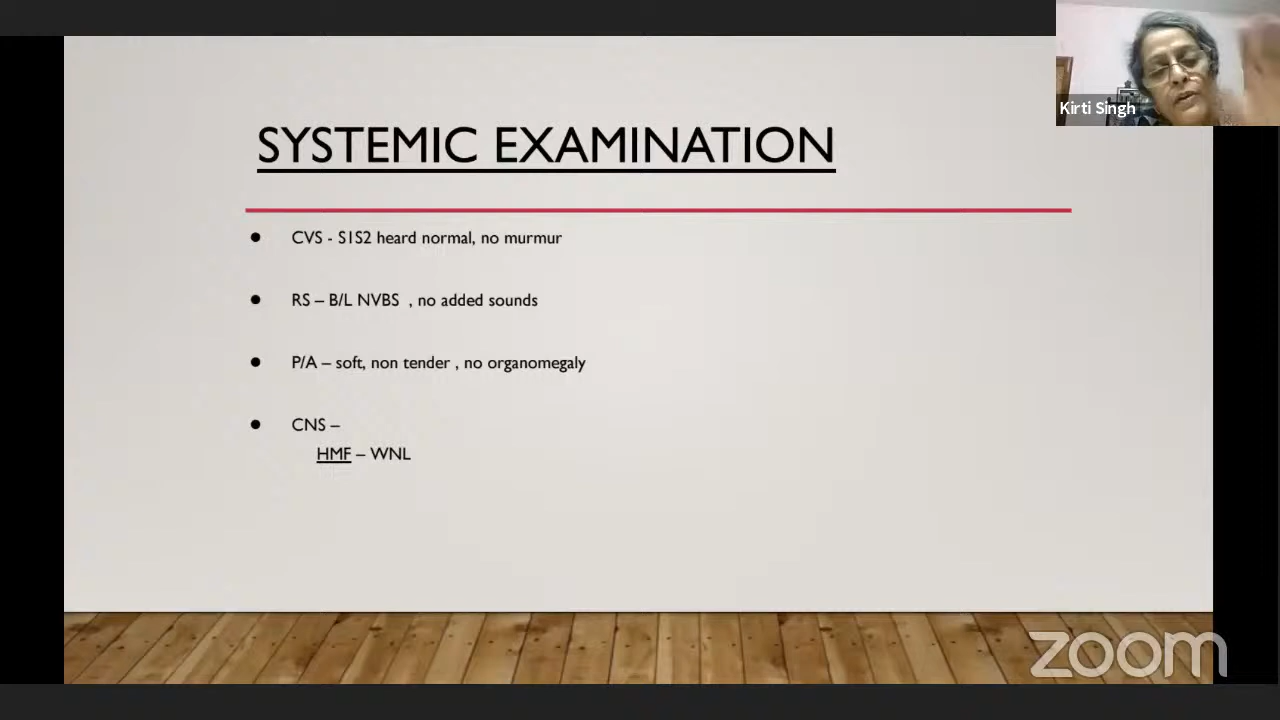 Kirti Singh
SYSTEMIC EXAMINATION
CVS - S1S2 heard normal, no murmur
RS – B/L NVBS , no added sounds
P/A – soft, non tender , no organomegaly
CNS –
HMF – WNL
zoom